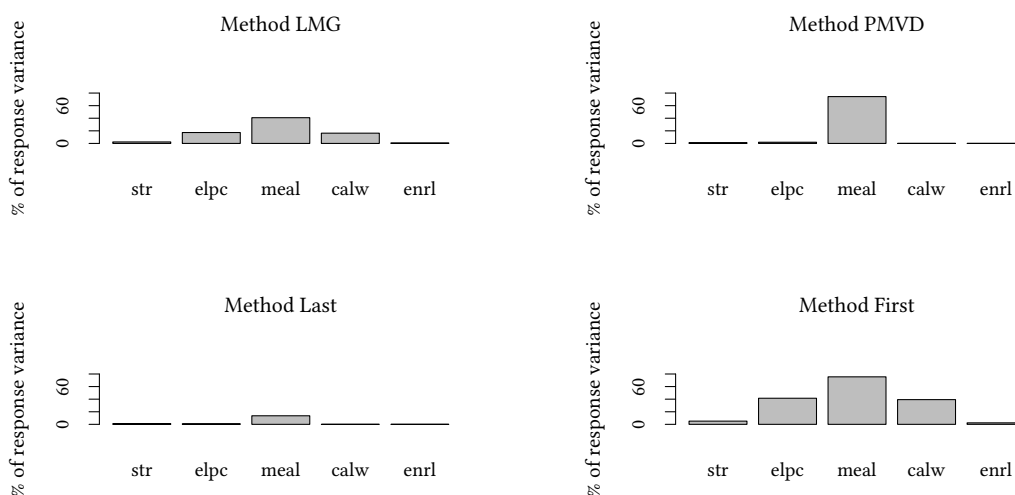 Method LMG
% of response variance
60
0
str elpc meal calw enrl
Method PMVD
% of response variance
60
0
str elpc meal calw enrl
Method Last
% of response variance
60
0
str elpc meal calw enrl
Method First
% of response variance
60
0
str elpc meal calw enrl